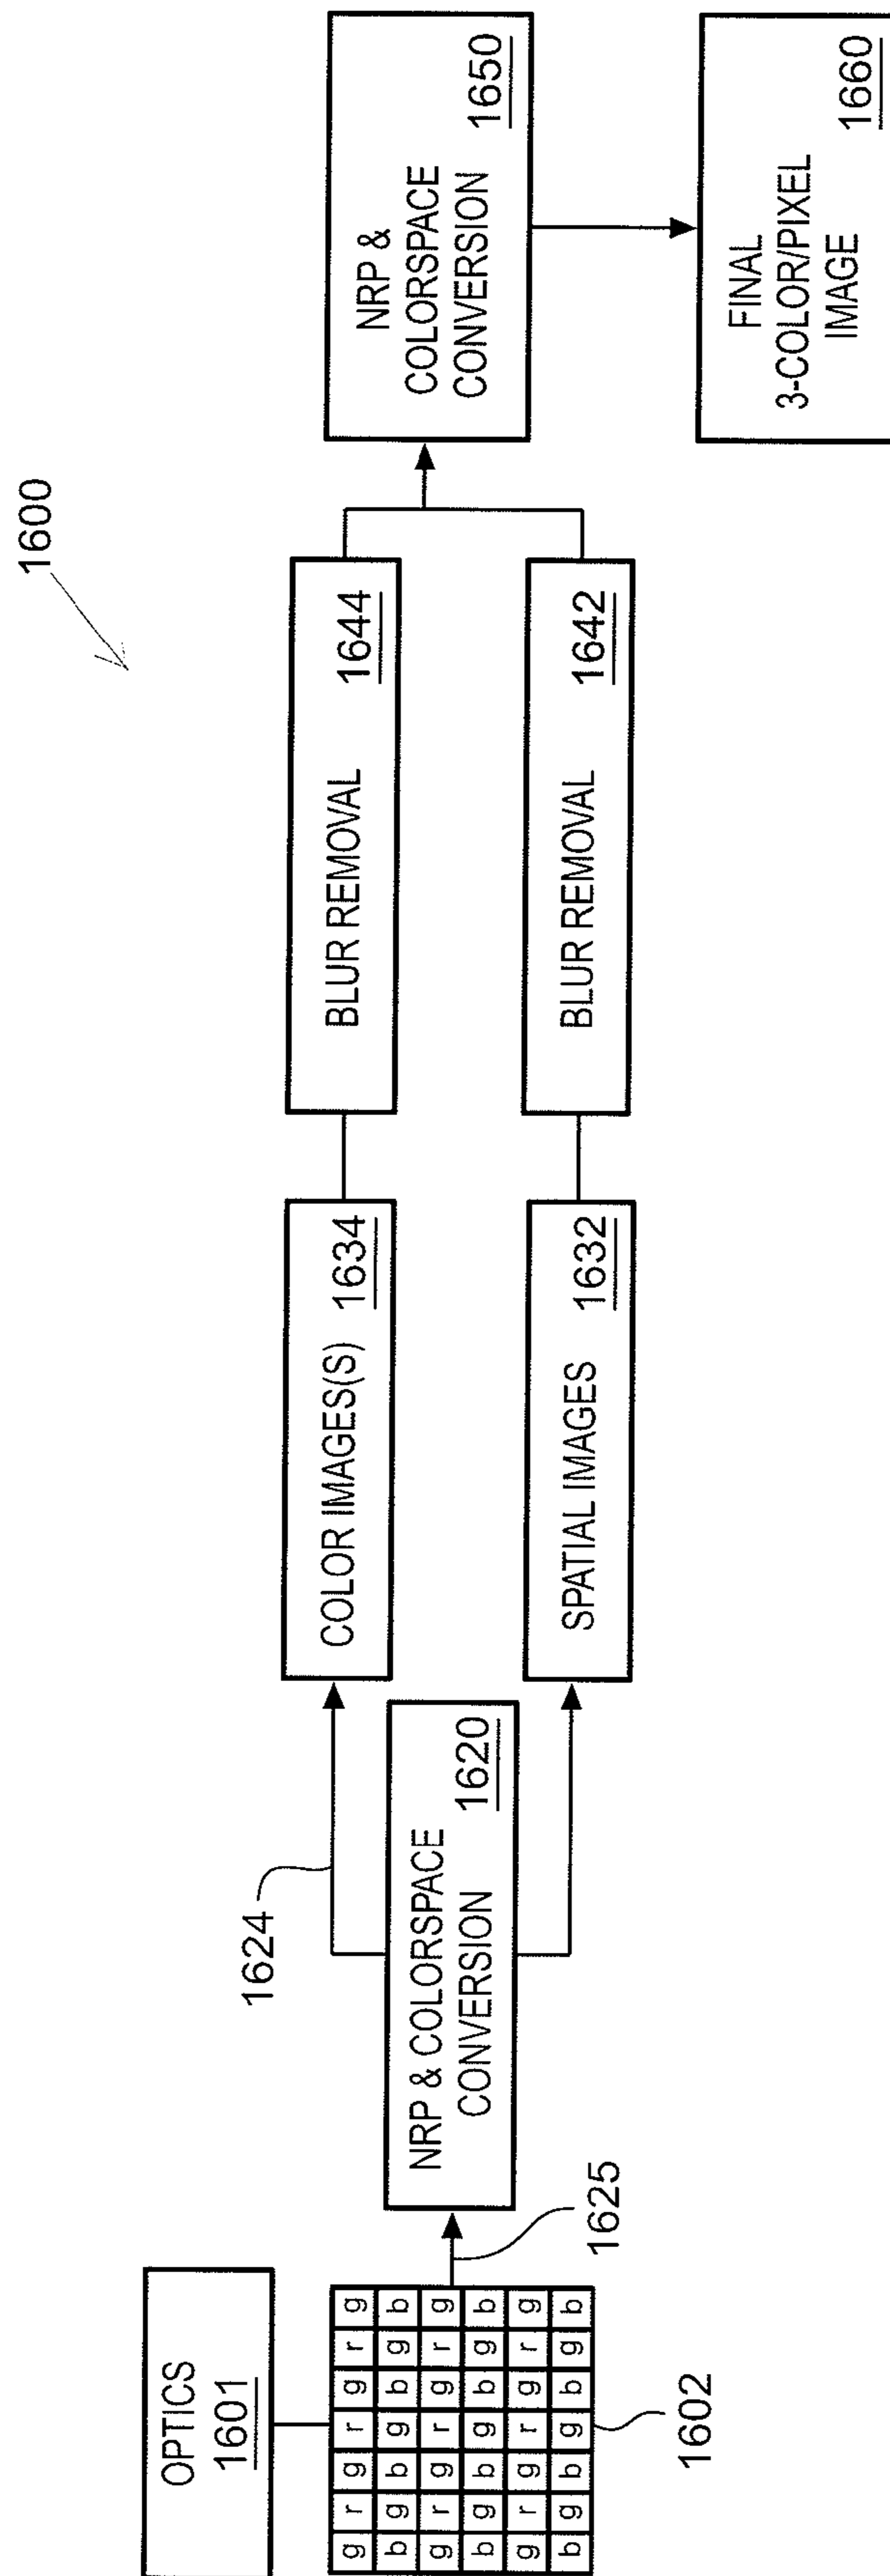 1600
OPTICS
1601
g r g r g r g
b g b g b g b
g r g r g r g
b g b g b g b
g r g r g r g
b g b g b g b
1602
1625
NRP & COLORSPACE
CONVERSION
1620
1624
COLOR IMAGES(S) 1634
SPATIAL IMAGES 1632
BLUR REMOVAL 1644
BLUR REMOVAL 1642
NRP &
COLORSPACE
CONVERSION
1650
FINAL
3-COLOR/PIXEL
IMAGE
1660